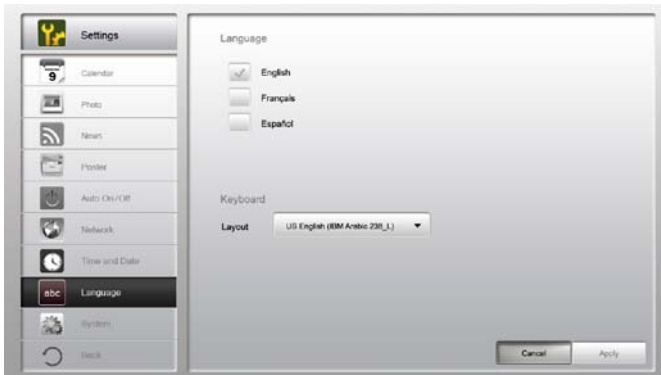 Settings
9
Calendar
Photo
News
Poster
Auto On/Off
Network
Time and Date
abc
Language
System
Back
Language
English
Français
Español
Keyboard
Layout
US English (IBM Arabic 238_L)
Cancel
Apply